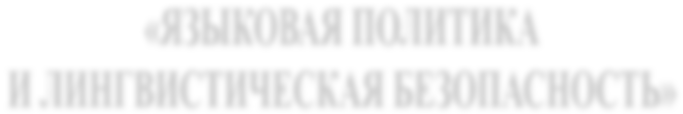 «ЯЗЫКОВАЯ ПОЛИТИКА
И ЛИНГВИСТИЧЕСКАЯ БЕЗОПАСНОСТЬ»